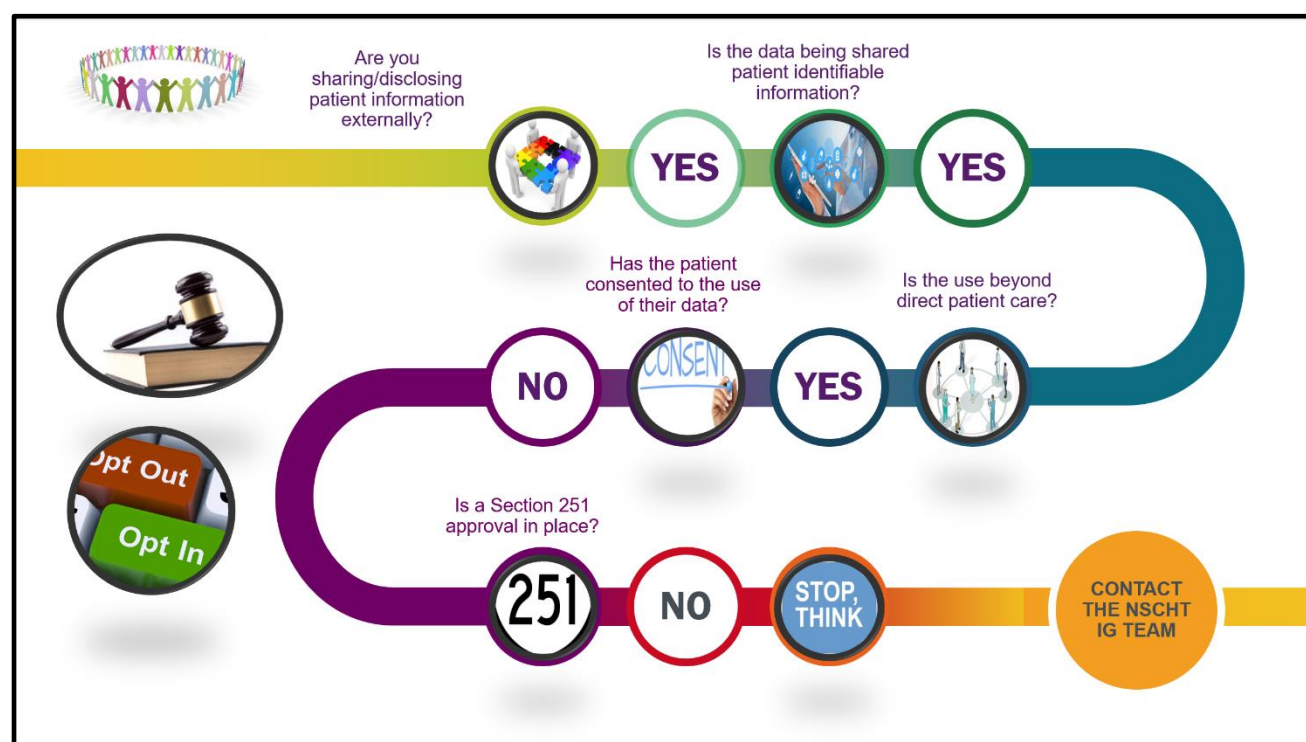 Are you
sharing/disclosing
patient information
externally?
YES
Is the data being shared
patient identifiable
information?
YES
Is the use beyond
direct patient care?
YES
Has the patient
consented to the use
of their data?
CONSENT
NO
Opt Out
Opt In
Is a Section 251
approval in place?
251
NO
STOP,
THINK
CONTACT
THE NSCHT
IG TEAM